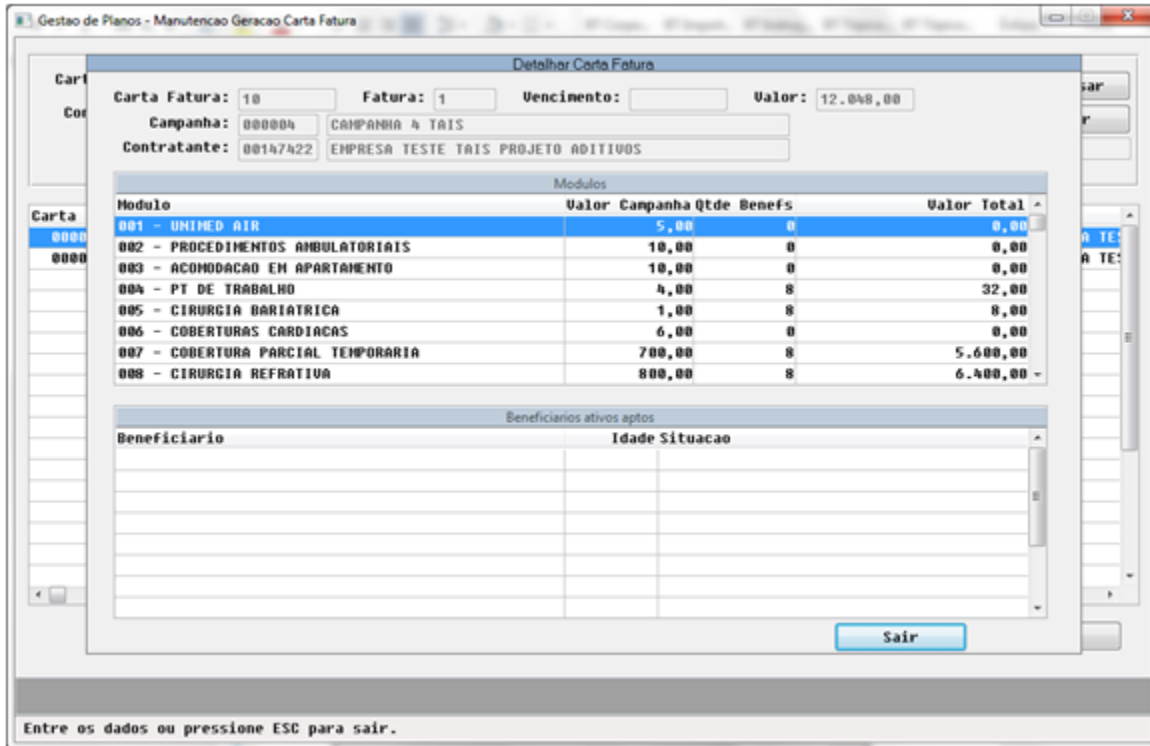 Gestao de Planos - Manutencao Geracao Carta Fatura
Detalhar Carta Fatura
Carta Fatura: 10 Fatura: 1 Vencimento: Valor: 12.048,00
Campanha: 000004 CAMPANHA 4 TAIS
Contratante: 00147422 EMPRESA TESTE TAIS PROJETO ADITIVOS
Modulos
Modulo Valor Campanha Qtde Benefs Valor Total
001 - UNIMED AIR 5,00 0 0,00
002 - PROCEDIMENTOS AMBULATORIAIS 10,00 0 0,00
003 - ACOMODACAO EM APARTAMENTO 10,00 0 0,00
004 - PT DE TRABALHO 4,00 8 32,00
005 - CIRURGIA BARIATRICA 1,00 8 8,00
006 - COBERTURAS CARDIACAS 6,00 0 0,00
007 - COBERTURA PARCIAL TEMPORARIA 700,00 8 5.600,00
008 - CIRURGIA REFRATIVA 800,00 8 6.400,00
Carta
0000 A TES
0000 A TES
Beneficiarios ativos aptos
Beneficiario Idade Situacao
Sair
Entre os dados ou pressione ESC para sair.